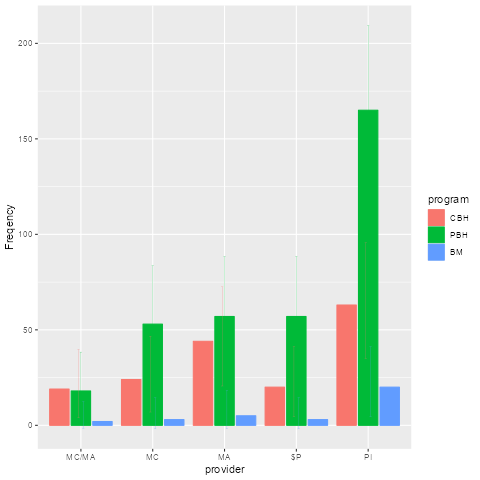 200
150
100
50
0
Freqency
MC/MA MC MA SP PI
provider
program
CBH
PBH
BM